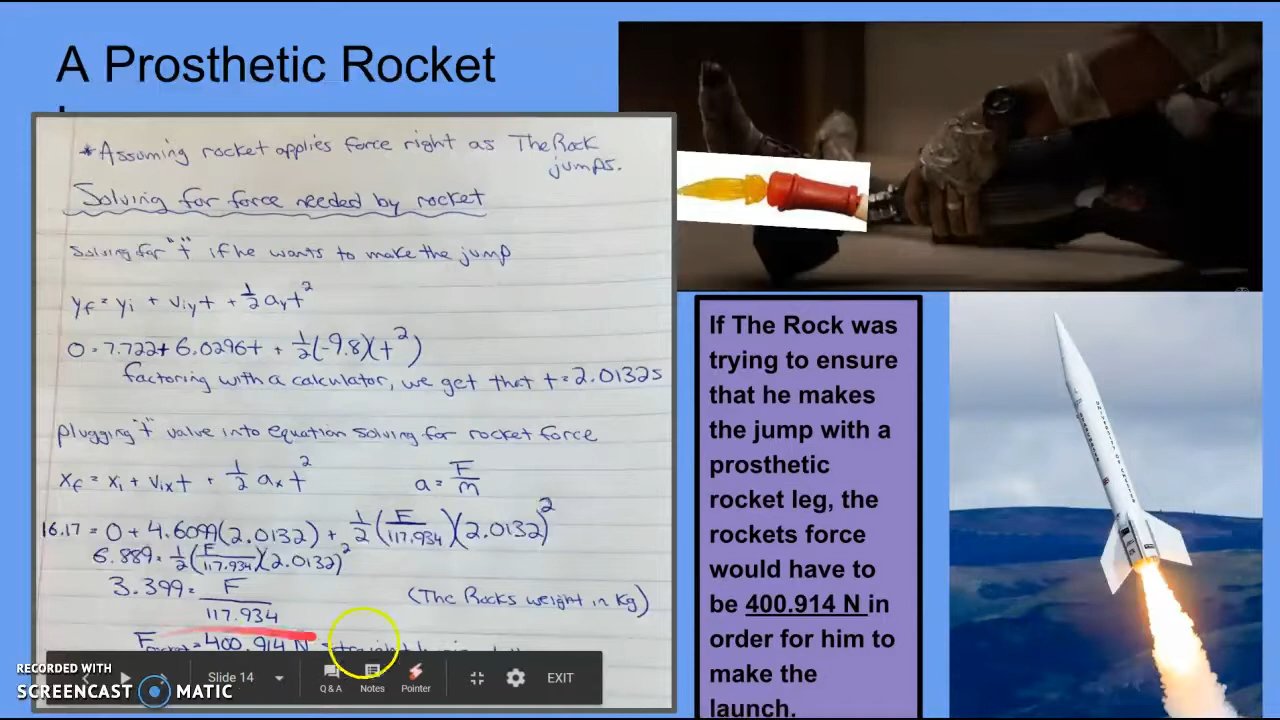 A Prosthetic Rocket
*Assuming rocket applies force right as The Rock
jumps.
Solving for force needed by rocket
Solving for "t" if he wants to make the jump
yf = yi + viyt + 1/2 ayt²
0=7.722+6.0296t + 1/2(-9.8)(t²)
factoring with a calculator, we get that t=2.0132s
plugging "t" value into equation solving for rocket force
xf = xi + vixt + 1/2 axt² a = F/m
16.17 = 0+4.6099(2.0132) + 1/2(F/117.934)(2.0132)²
6.889= 1/2(F/117.934)(2.0132)²
3.399= F/117.934 (The Rocks weight in Kg)
=400.914 N
If The Rock was
trying to ensure
that he makes
the jump with a
prosthetic
rocket leg, the
rockets force
would have to
be 400.914 N in
order for him to
make the
launch.
Slide 14
Q & A
Notes
Pointer
EXIT
RECORDED WITH
SCREENCAST MATIC